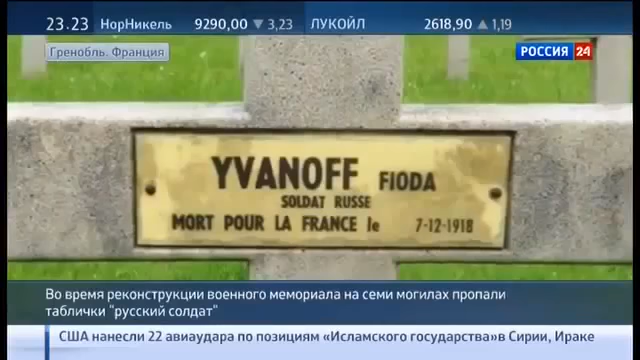 23.23 НорНикель 9290,00 ▼ 3,23 ЛУКОЙЛ 2618,90 ▲ 1,19
Гренобль. Франция
РОССИЯ 24
YVANOFF FIODA
SOLDAT RUSSE
MORT POUR LA FRANCE le 7-12-1918
Во время реконструкции военного мемориала на семи могилах пропали
таблички "русский солдат"
США нанесли 22 авиаудара по позициям «Исламского государства»в Сирии, Ираке